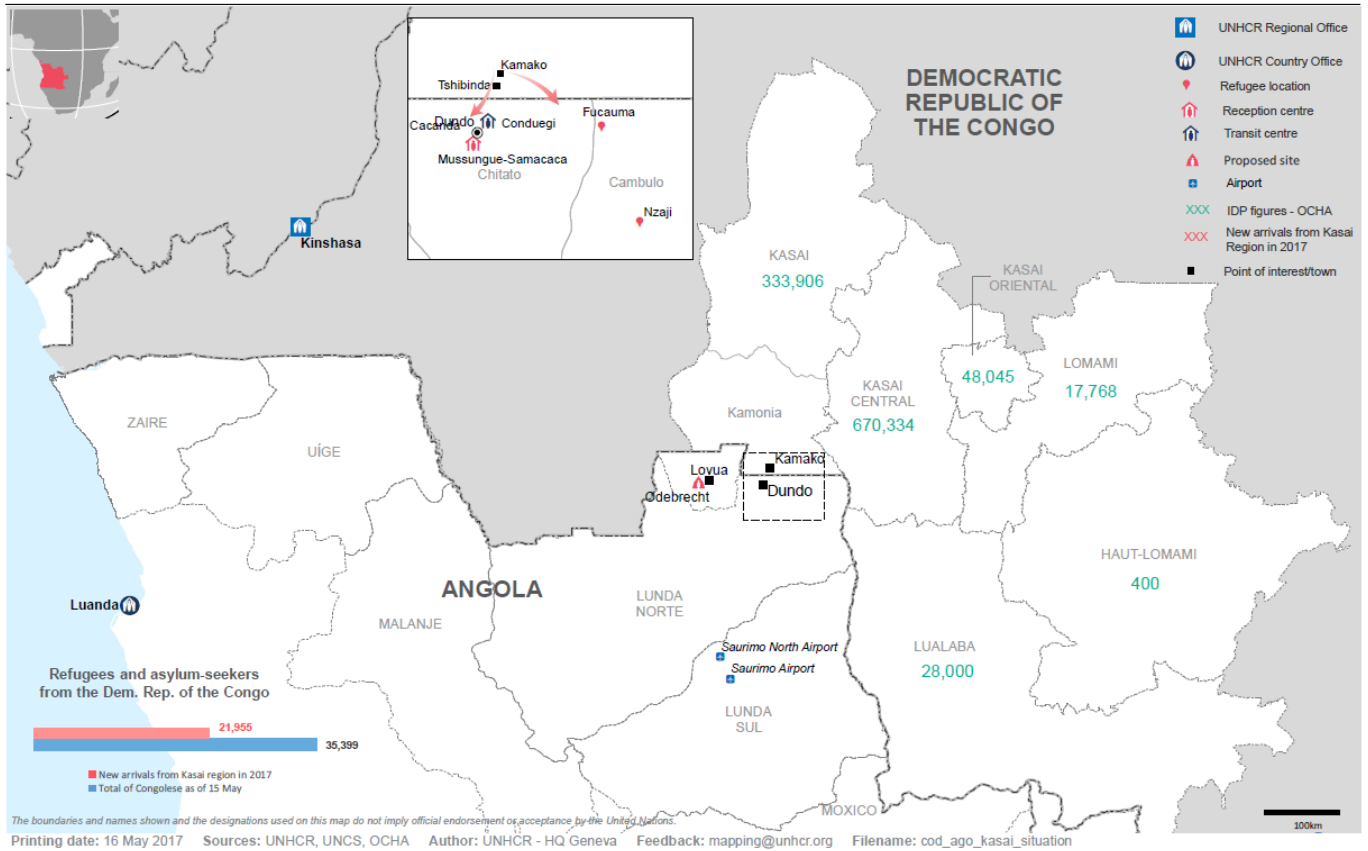 Kamako
Tshibinda
Fucauma
Dundo
Conduegi
Cacanda
Mussungue-Samacaca
Chitato
Cambulo
Nzaji
DEMOCRATIC
REPUBLIC OF
THE CONGO
UNHCR Regional Office
UNHCR Country Office
Refugee location
Reception centre
Transit centre
Proposed site
Airport
XXX IDP figures - OCHA
XXX New arrivals from Kasai
Region in 2017
Point of interest/town
Kinshasa
KASAI
333,906
KASAI
ORIENTAL
48,045
LOMAMI
17,768
KASAI
CENTRAL
670,334
Kamonia
ZAIRE
UÍGE
Lovua
Odebrecht
Kamako
Dundo
HAUT-LOMAMI
400
ANGOLA
LUNDA
NORTE
Luanda
MALANJE
Saurimo North Airport
Saurimo Airport
LUALABA
28,000
LUNDA
SUL
MOXICO
Refugees and asylum-seekers
from the Dem. Rep. of the Congo
21,955
35,399
New arrivals from Kasai region in 2017
Total of Congolese as of 15 May
100km
The boundaries and names shown and the designations used on this map do not imply official endorsement or acceptance by the United Nations.
Printing date: 16 May 2017 Sources: UNHCR, UNCS, OCHA Author: UNHCR - HQ Geneva Feedback: mapping@unhcr.org Filename: cod_ago_kasai_situation